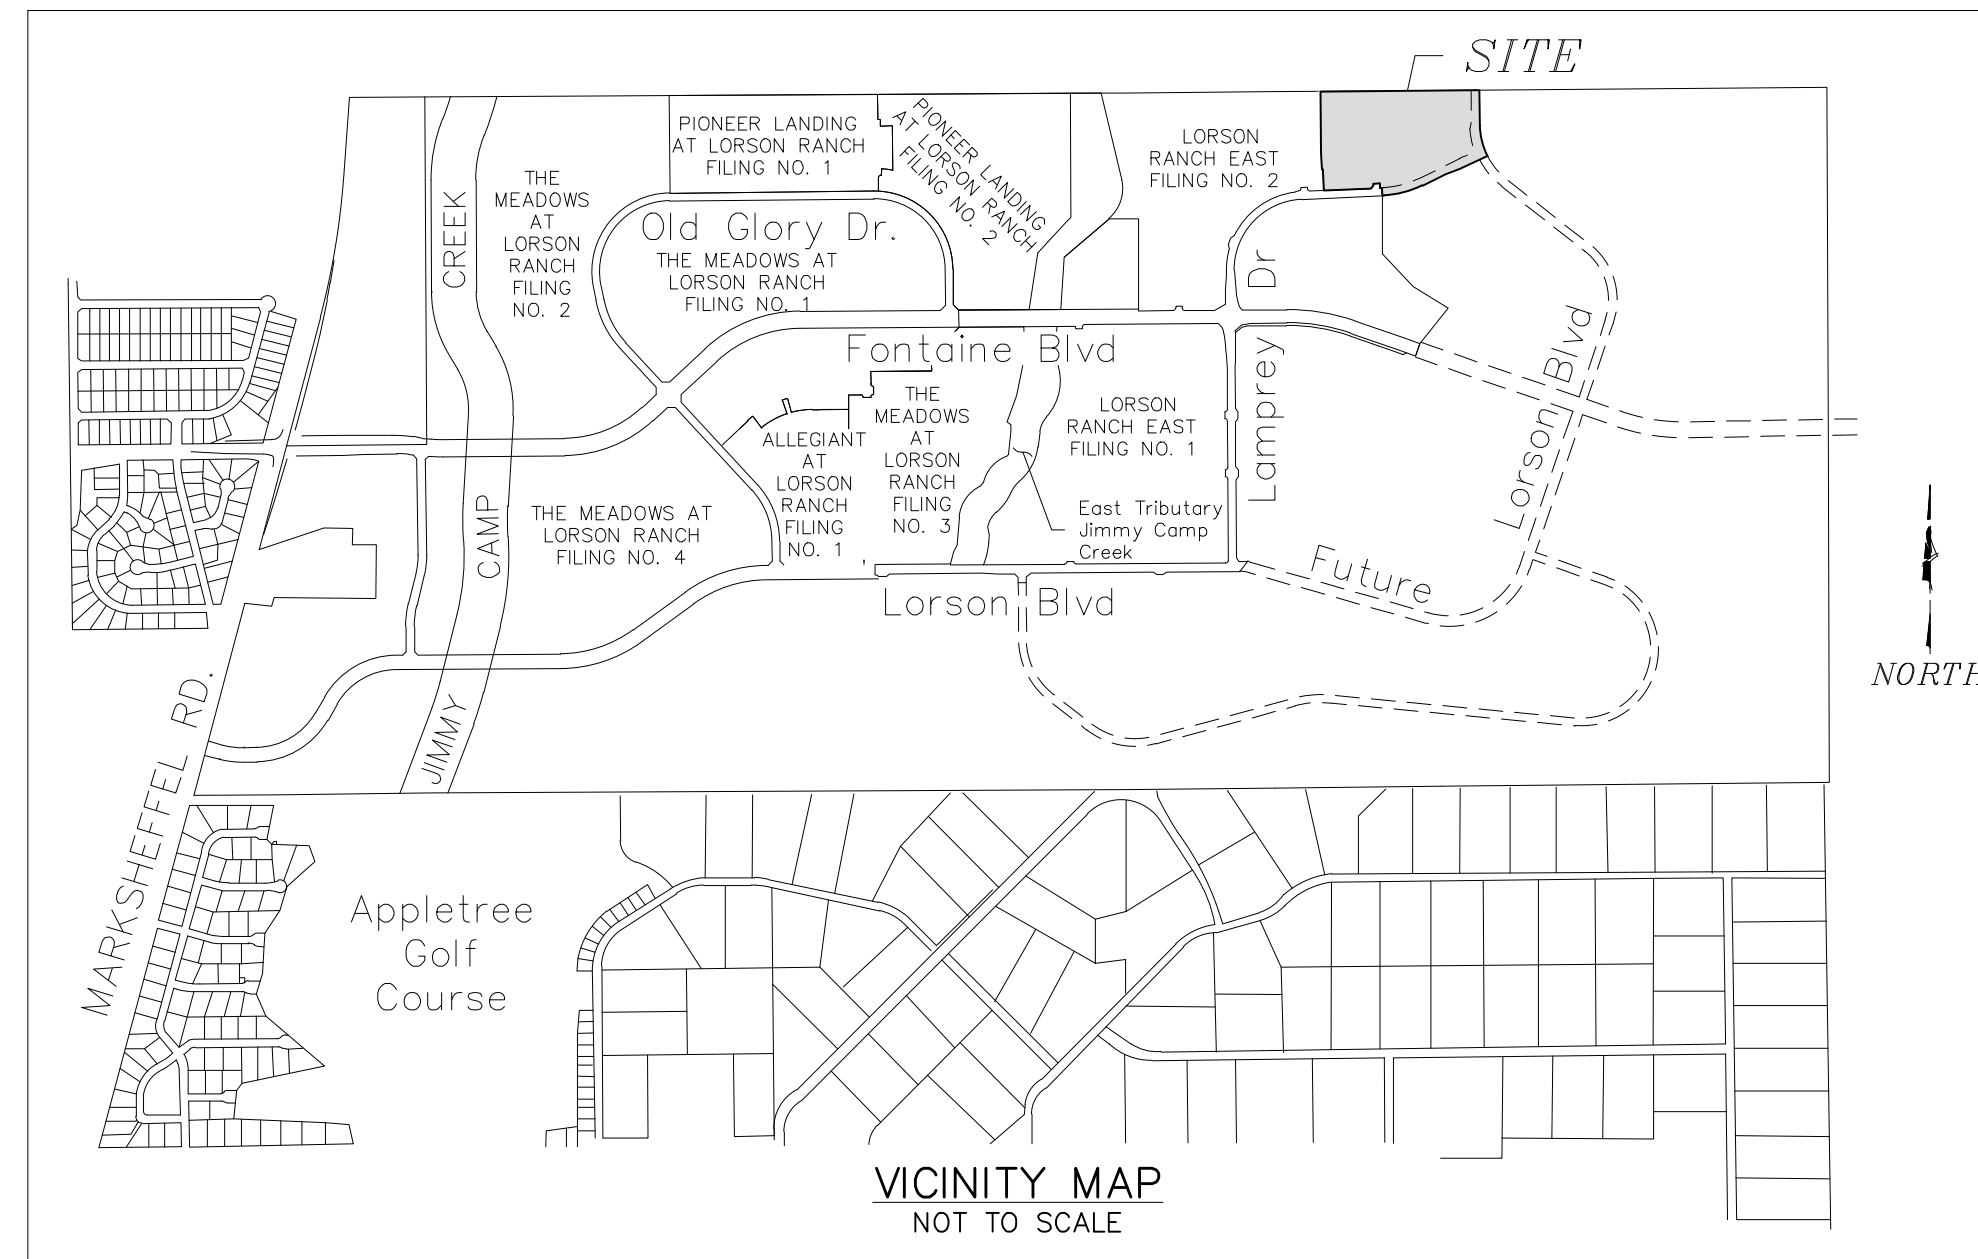 SITE
PIONEER LANDING
AT LORSON RANCH
FILING NO. 1
PIONEER LANDING
AT LORSON RANCH
FILING NO. 2
LORSON
RANCH EAST
FILING NO. 2
THE
MEADOWS
AT
LORSON
RANCH
FILING
NO. 2
CREEK
Old Glory Dr.
THE MEADOWS AT
LORSON RANCH
FILING NO. 1
Fontaine Blvd
Lamprey Dr
Lorson Blvd
THE
MEADOWS
AT
LORSON
RANCH
FILING
NO. 3
LORSON
RANCH EAST
FILING NO. 1
ALLEGIANT
AT
LORSON
RANCH
FILING
NO. 1
CAMP
THE MEADOWS AT
LORSON RANCH
FILING NO. 4
East Tributary
Jimmy Camp
Creek
Future
Lorson Blvd
NORTH
JIMMY
MARKSHEFFEL RD.
Appletree
Golf
Course
VICINITY MAP
NOT TO SCALE